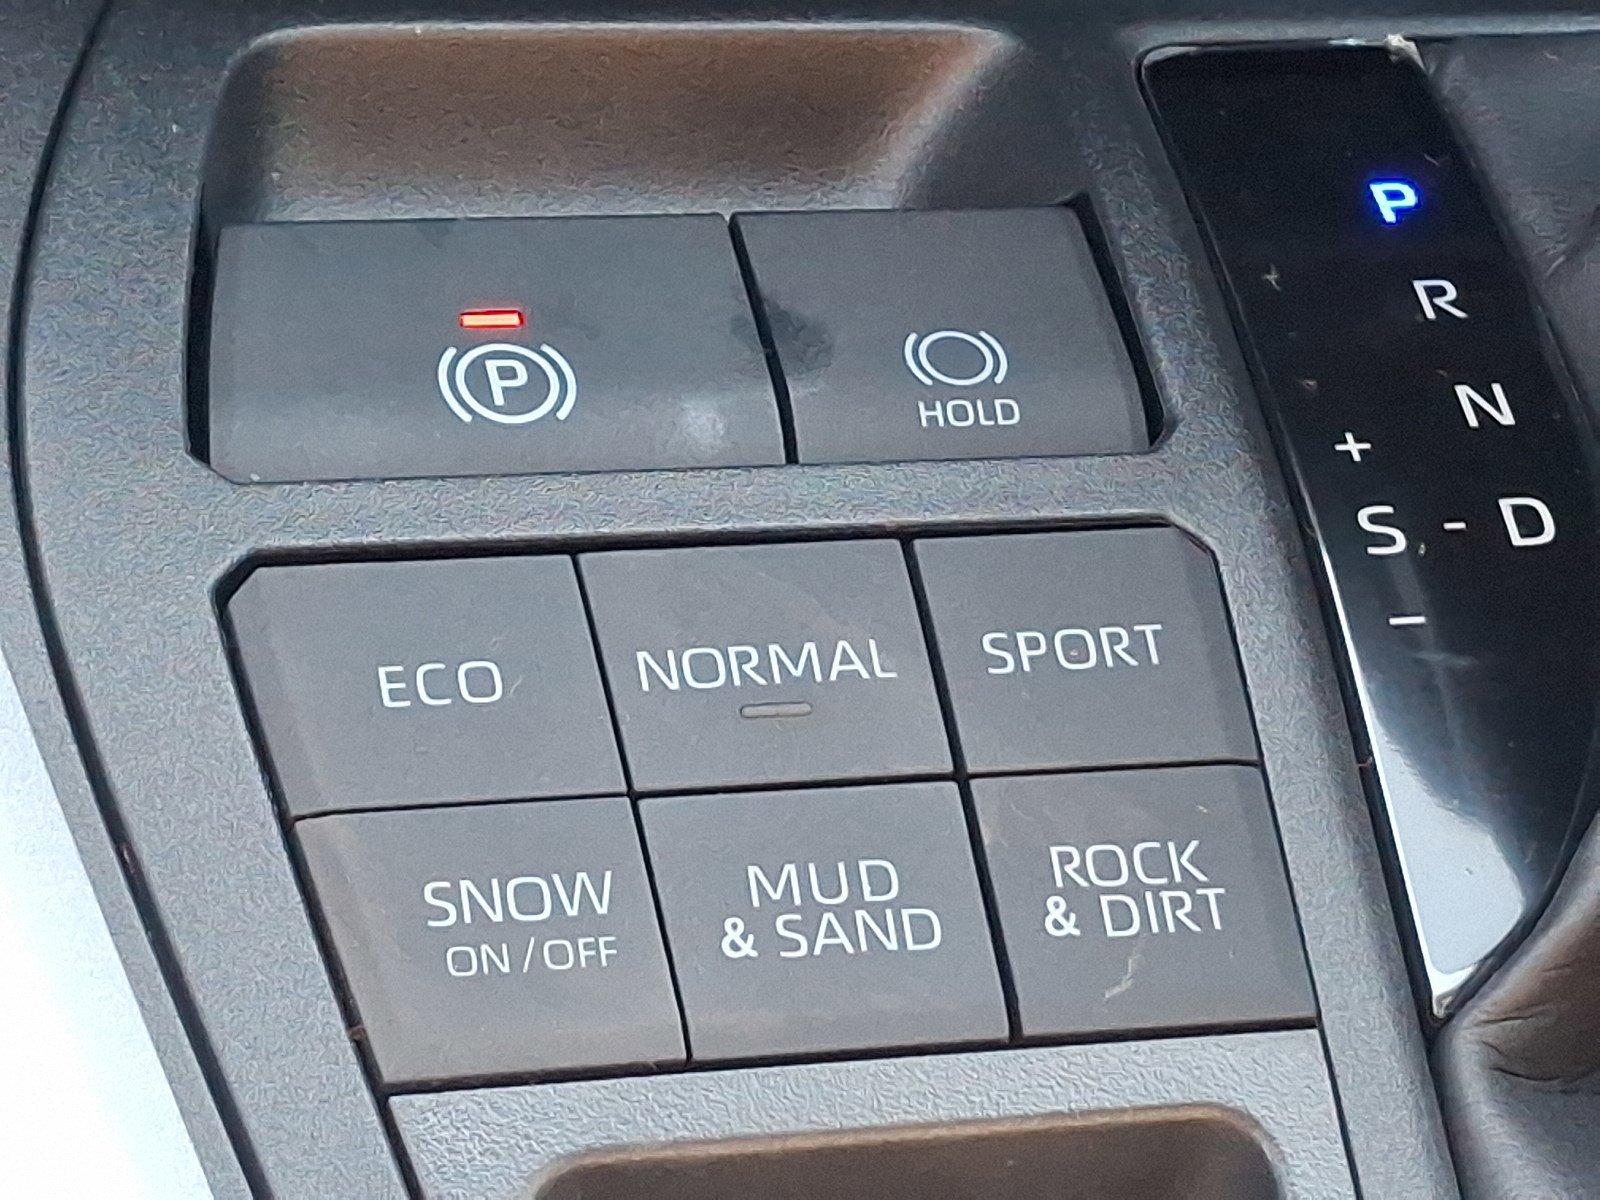 P
HOLD
ECO
NORMAL
SPORT
SNOW
ON/OFF
MUD
& SAND
ROCK
& DIRT
P
R
N
+
S - D
-